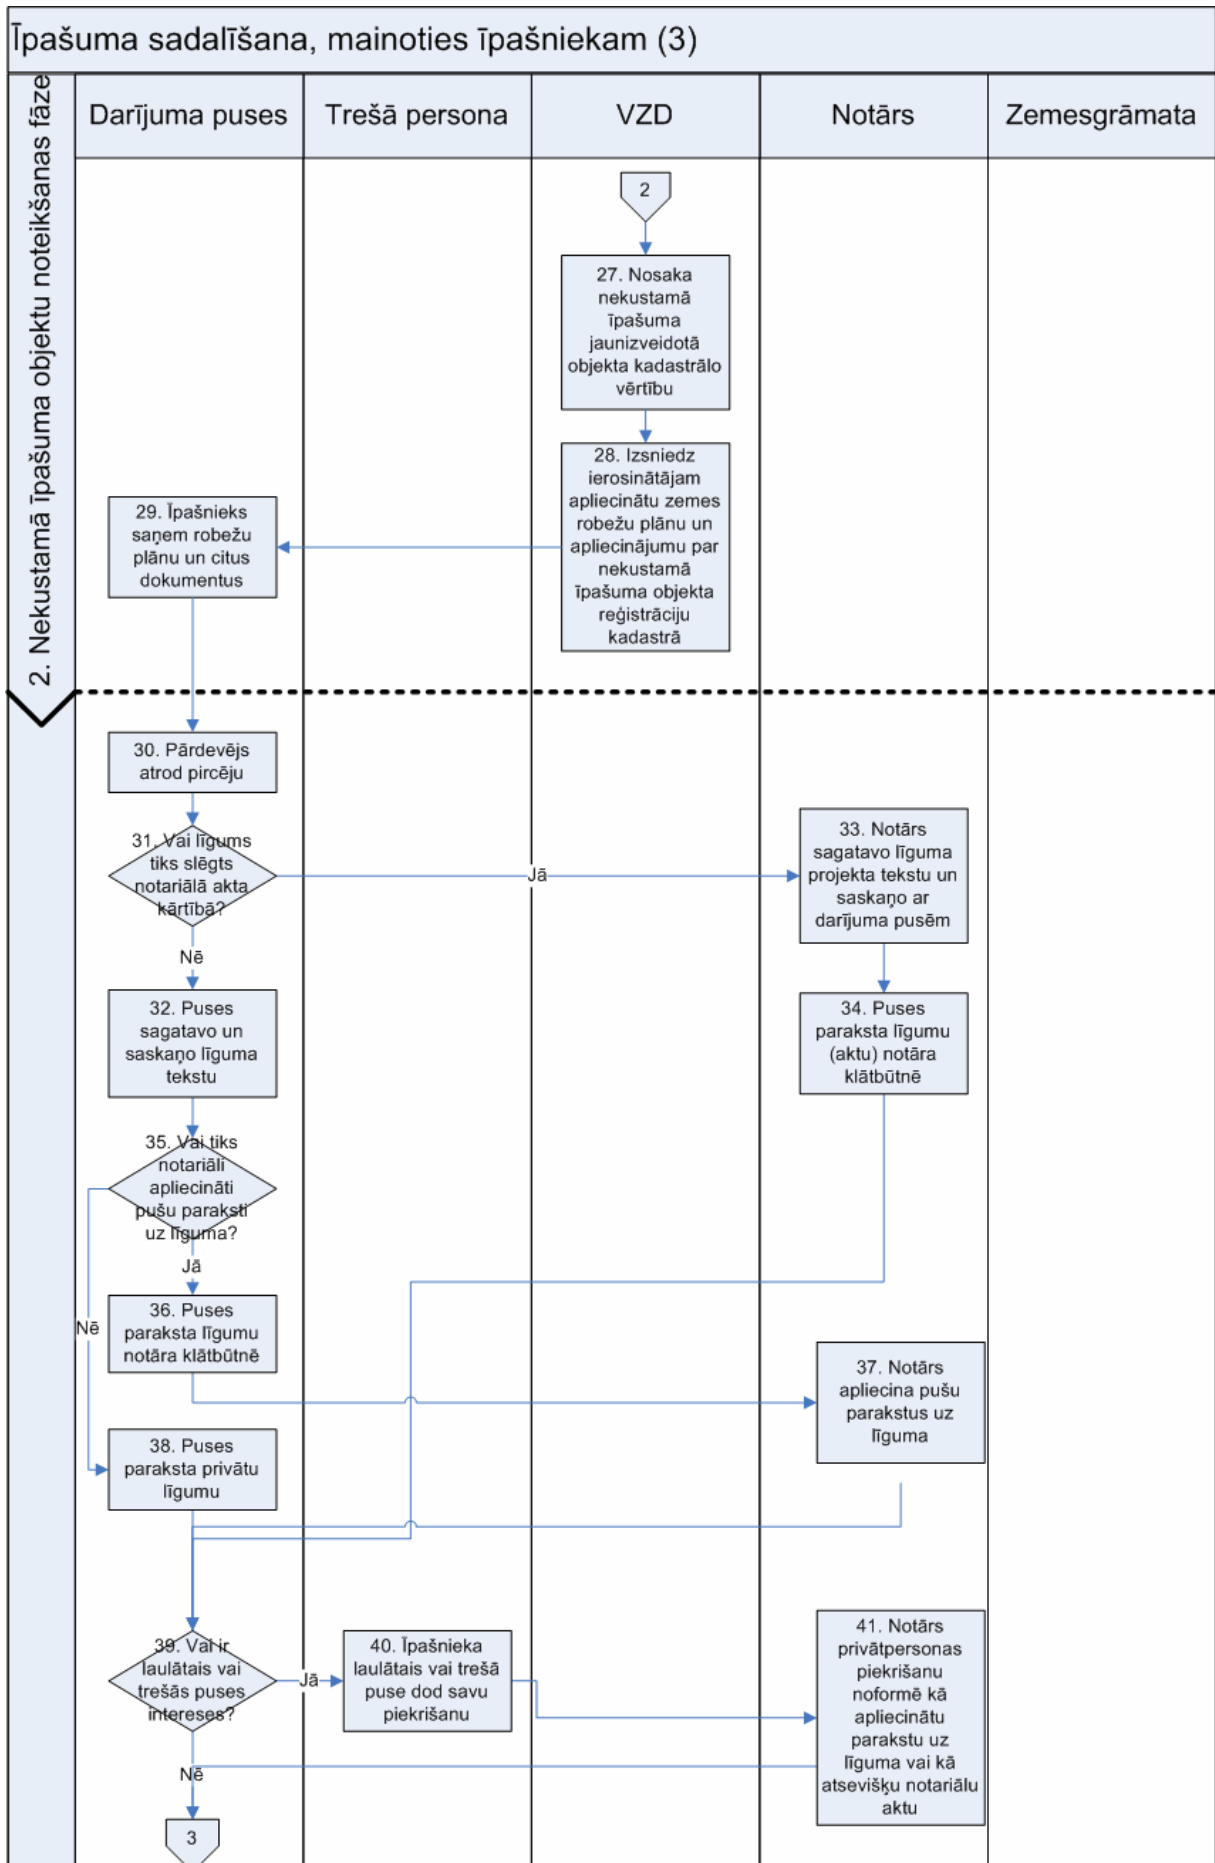 Īpašuma sadalīšana, mainoties īpašniekam (3)
2. Nekustamā īpašuma objektu noteikšanas fāze
Darījuma puses
Trešā persona
VZD
Notārs
Zemesgrāmata
2
27. Nosaka
nekustamā
īpašuma
jaunizveidotā
objekta kadastrālo
vērtību
28. Izsniedz
ierosinātājam
apliecinātu zemes
robežu plānu un
apliecinājumu par
nekustamā
īpašuma objekta
reģistrāciju
kadastrā
29. Īpašnieks
saņem robežu
plānu un citus
dokumentus
30. Pārdevējs
atrod pircēju
31. Vai līgums
tiks slēgts
notariālā akta
kārtībā?
Jā
Nē
33. Notārs
sagatavo līguma
projekta tekstu un
saskaņo ar
darījuma pusēm
32. Puses
sagatavo un
saskaņo līguma
tekstu
34. Puses
paraksta līgumu
(aktu) notāra
klātbūtnē
35. Vai tiks
notariāli
apliecināti
pušu paraksti
uz līguma?
Jā
Nē
36. Puses
paraksta līgumu
notāra klātbūtnē
37. Notārs
apliecina pušu
parakstus uz
līguma
38. Puses
paraksta privātu
līgumu
39. Vai ir
laulātais vai
trešās puses
intereses?
Jā
Nē
40. Īpašnieka
laulātais vai trešā
puse dod savu
piekrišanu
41. Notārs
privātpersonas
piekrišanu
noformē kā
apliecinātu
parakstu uz
līguma vai kā
atsevišķu notariālu
aktu
3